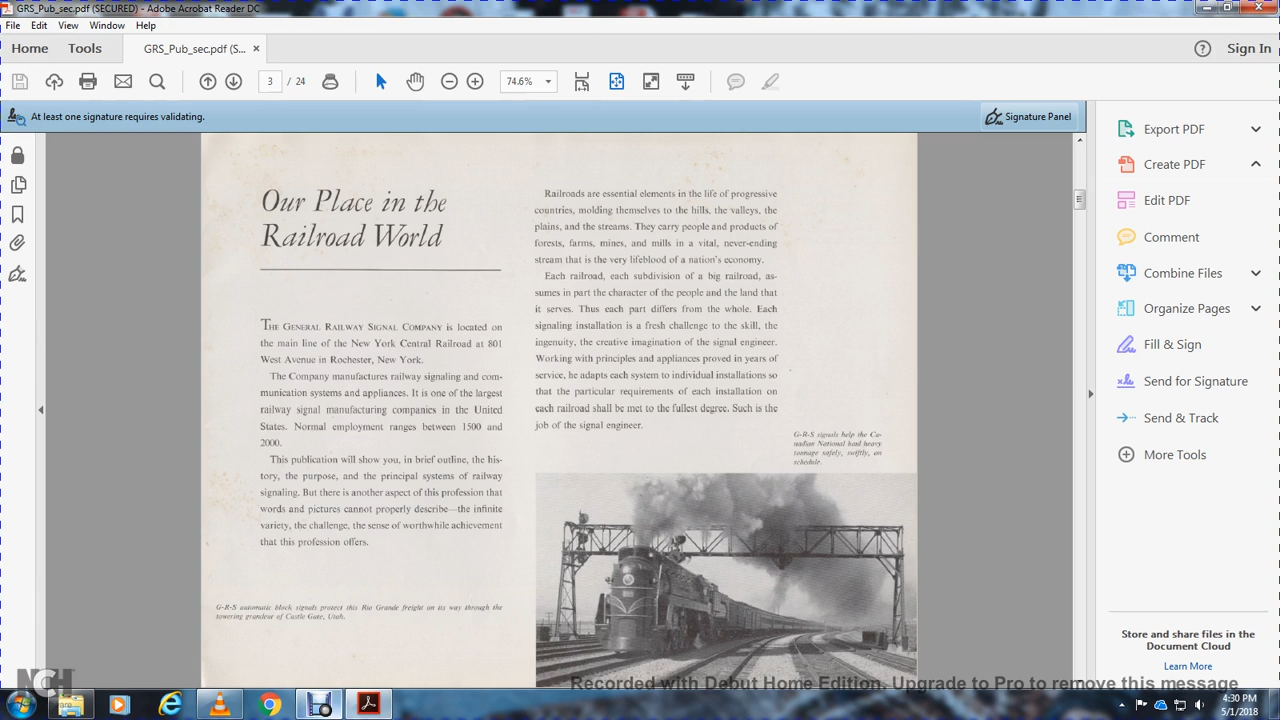 GRS_Pub_sec.pdf (SECURED) - Adobe Acrobat Reader DC
File Edit View Window Help
Home Tools GRS_Pub_sec.pdf (S... × Sign In
3 / 24 74.6%
At least one signature requires validating. Signature Panel
Our Place in the
Railroad World
THE GENERAL RAILWAY SIGNAL COMPANY is located on
the main line of the New York Central Railroad at 801
West Avenue in Rochester, New York.
The Company manufactures railway signaling and com-
munication systems and appliances. It is one of the largest
railway signal manufacturing companies in the United
States. Normal employment ranges between 1500 and
2000.
This publication will show you, in brief outline, the his-
tory, the purpose, and the principal systems of railway
signaling. But there is another aspect of this profession that
words and pictures cannot properly describe—the infinite
variety, the challenge, the sense of worthwhile achievement
that this profession offers.
G-R-S automatic block signals protect this Rio Grande freight on its way through the
towering grandeur of Castle Gate, Utah.
Railroads are essential elements in the life of progressive
countries, molding themselves to the hills, the valleys, the
plains, and the streams. They carry people and products of
forests, farms, mines, and mills in a vital, never-ending
stream that is the very lifeblood of a nation's economy.
Each railroad, each subdivision of a big railroad, as-
sumes in part the character of the people and the land that
it serves. Thus each part differs from the whole. Each
signaling installation is a fresh challenge to the skill, the
ingenuity, the creative imagination of the signal engineer.
Working with principles and appliances proved in years of
service, he adapts each system to individual installations so
that the particular requirements of each installation on
each railroad shall be met to the fullest degree. Such is the
job of the signal engineer.
G-R-S signals help the Ca-
nadian National haul heavy
tonnage safely, swiftly, on
schedule.
Export PDF
Create PDF
Edit PDF
Comment
Combine Files
Organize Pages
Fill & Sign
Send for Signature
Send & Track
More Tools
Store and share files in the
Document Cloud
Learn More
NCH
Recorded with Debut Home Edition. Upgrade to Pro to remove this message
4:30 PM
5/1/2018